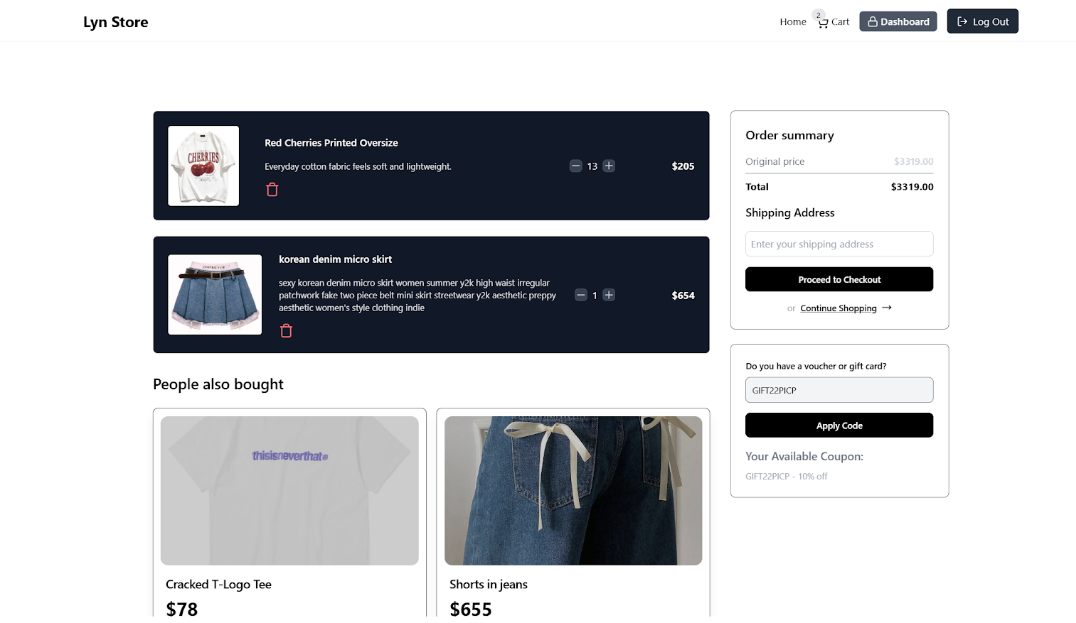 Lyn Store
Home
2
Cart
Dashboard
Log Out
CHERRIES
Red Cherries Printed Oversize
Everyday cotton fabric feels soft and lightweight.
13
$205
korean denim micro skirt
sexy korean denim micro skirt women summer y2k high waist irregular
patchwork fake two piece belt mini skirt streetwear y2k aesthetic preppy
aesthetic women's style clothing indie
1
$654
People also bought
thisisneverthat®
Cracked T-Logo Tee
$78
Shorts in jeans
$655
Order summary
Original price $3319.00
Total $3319.00
Shipping Address
Enter your shipping address
Proceed to Checkout
or Continue Shopping →
Do you have a voucher or gift card?
GIFT22PICP
Apply Code
Your Available Coupon:
GIFT22PICP - 10% off